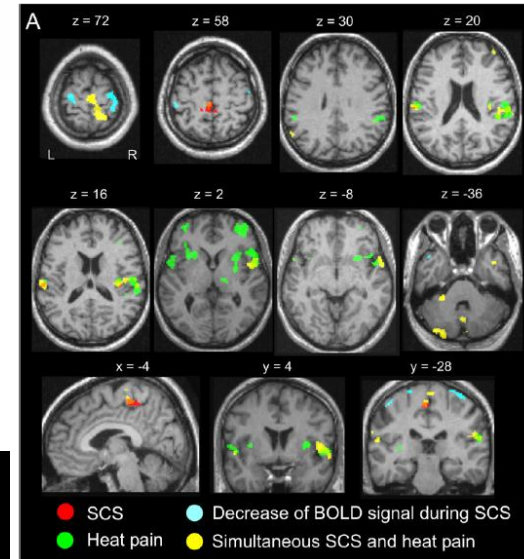 A
z = 72 z = 58 z = 30 z = 20
L R
z = 16 z = 2 z = -8 z = -36
x = -4 y = 4 y = -28
SCS Decrease of BOLD signal during SCS
Heat pain Simultaneous SCS and heat pain